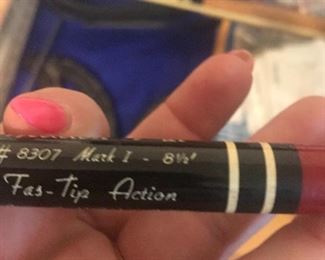 # 8307 Mark I - 8½'
Fas-Tip Action